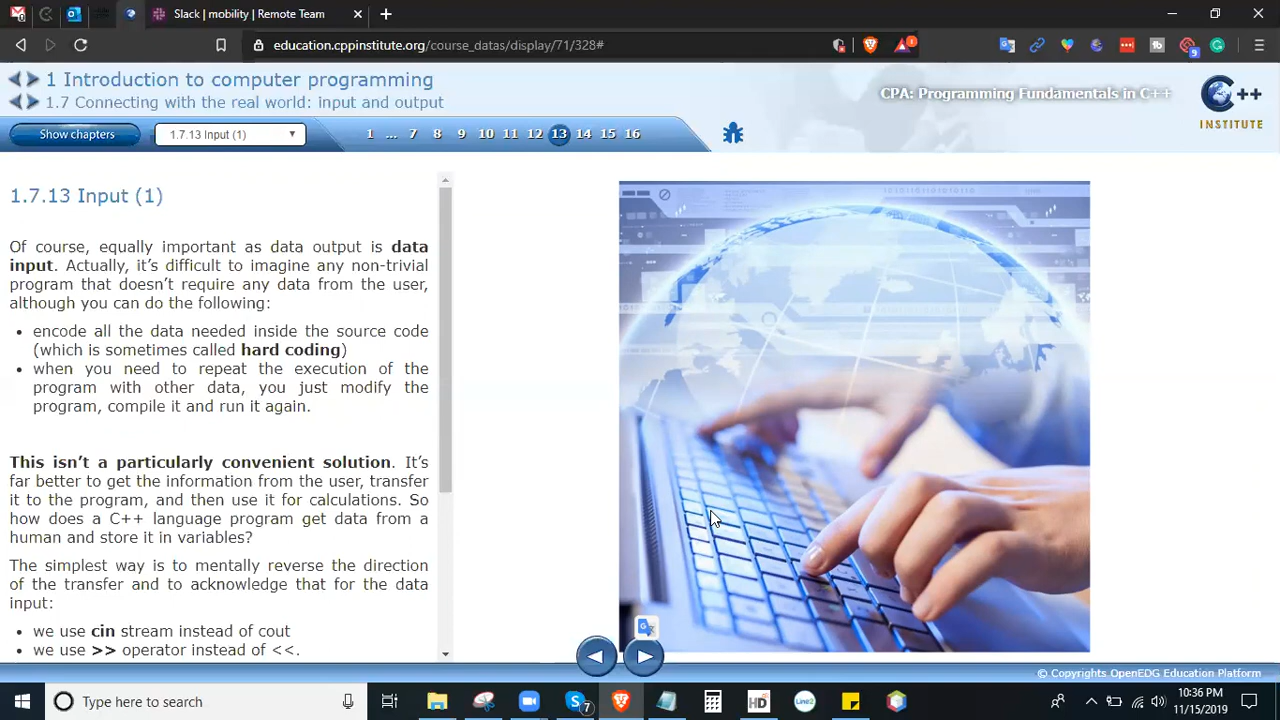 Slack | mobility | Remote Team
education.cppinstitute.org/course_datas/display/71/328#
1 Introduction to computer programming
1.7 Connecting with the real world: input and output
CPA: Programming Fundamentals in C++
C++
INSTITUTE
Show chapters
1.7.13 Input (1)
1 ... 7 8 9 10 11 12 13 14 15 16
1.7.13 Input (1)
Of course, equally important as data output is data
input. Actually, it's difficult to imagine any non-trivial
program that doesn't require any data from the user,
although you can do the following:
• encode all the data needed inside the source code
(which is sometimes called hard coding)
• when you need to repeat the execution of the
program with other data, you just modify the
program, compile it and run it again.
This isn't a particularly convenient solution. It's
far better to get the information from the user, transfer
it to the program, and then use it for calculations. So
how does a C++ language program get data from a
human and store it in variables?
The simplest way is to mentally reverse the direction
of the transfer and to acknowledge that for the data
input:
• we use cin stream instead of cout
• we use >> operator instead of <<.
© Copyrights OpenEDG Education Platform
Type here to search
7
HD
Line2
10:36 PM
11/15/2019